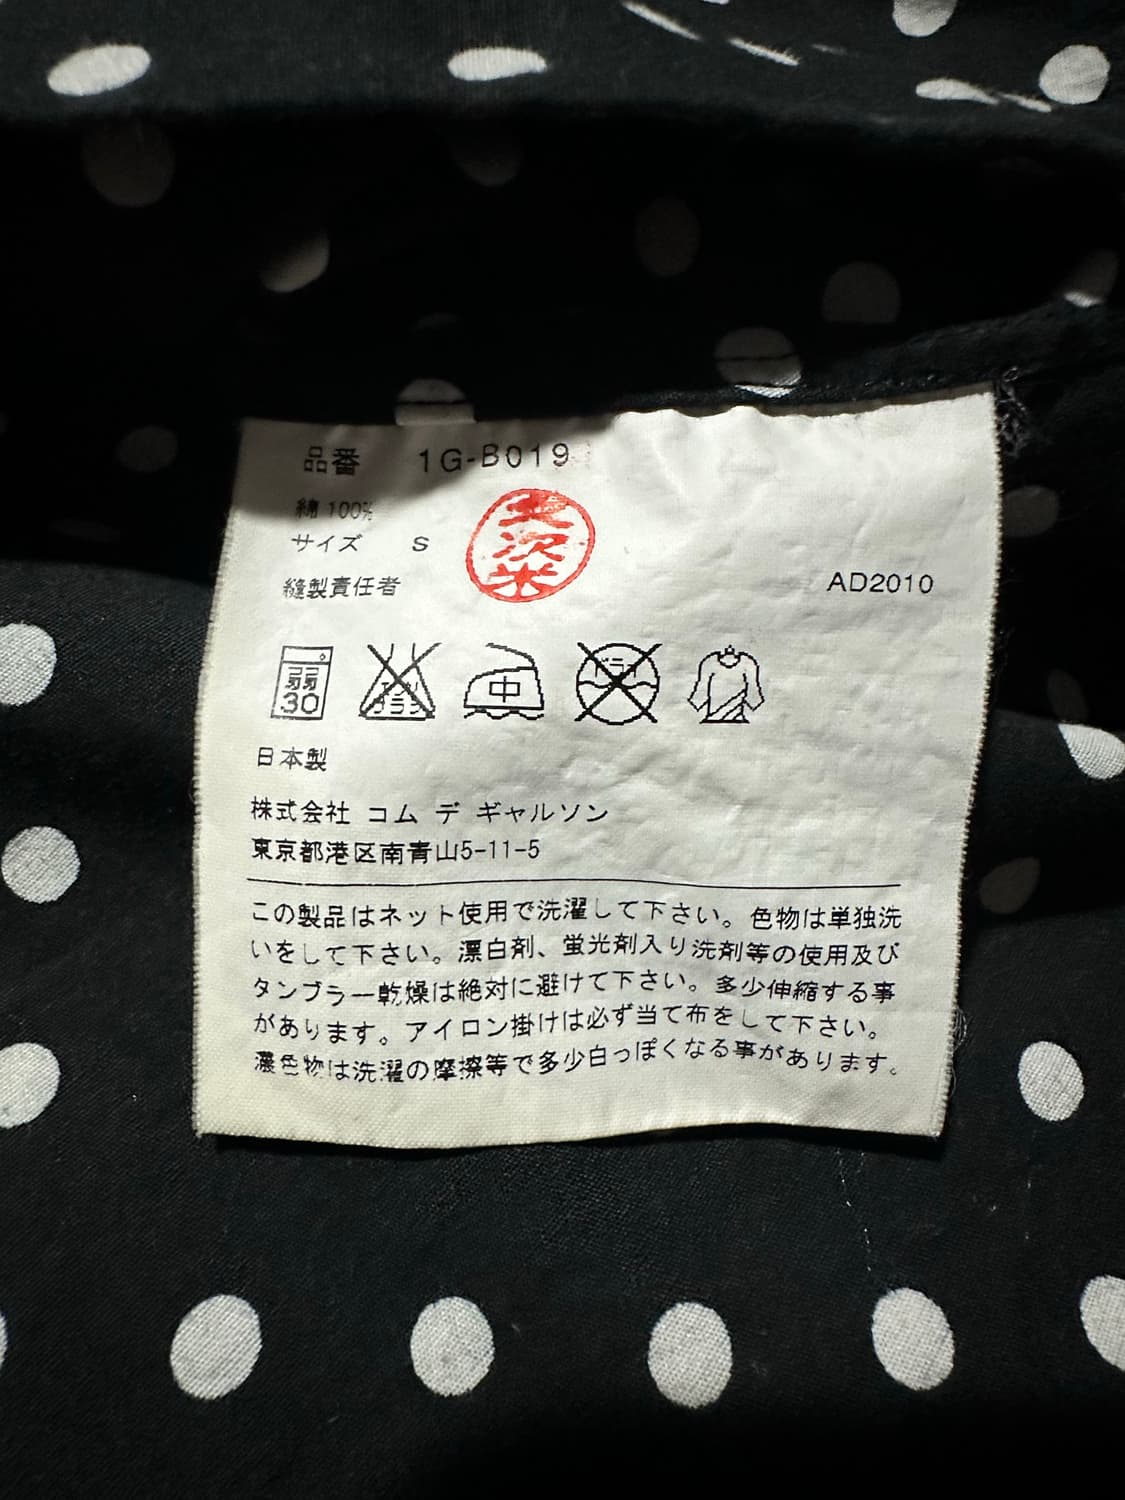 品番 1G-B019
綿 100%
サイズ S
縫製責任者
AD2010
弱
30
中
ドライ
日本製
株式会社 コム デ ギャルソン
東京都港区南青山5-11-5
この製品はネット使用で洗濯して下さい。色物は単独洗
いをして下さい。漂白剤、蛍光剤入り洗剤等の使用及び
タンブラー乾燥は絶対に避けて下さい。多少伸縮する事
があります。アイロン掛けは必ず当て布をして下さい。
濃色物は洗濯の摩擦等で多少白っぽくなる事があります。